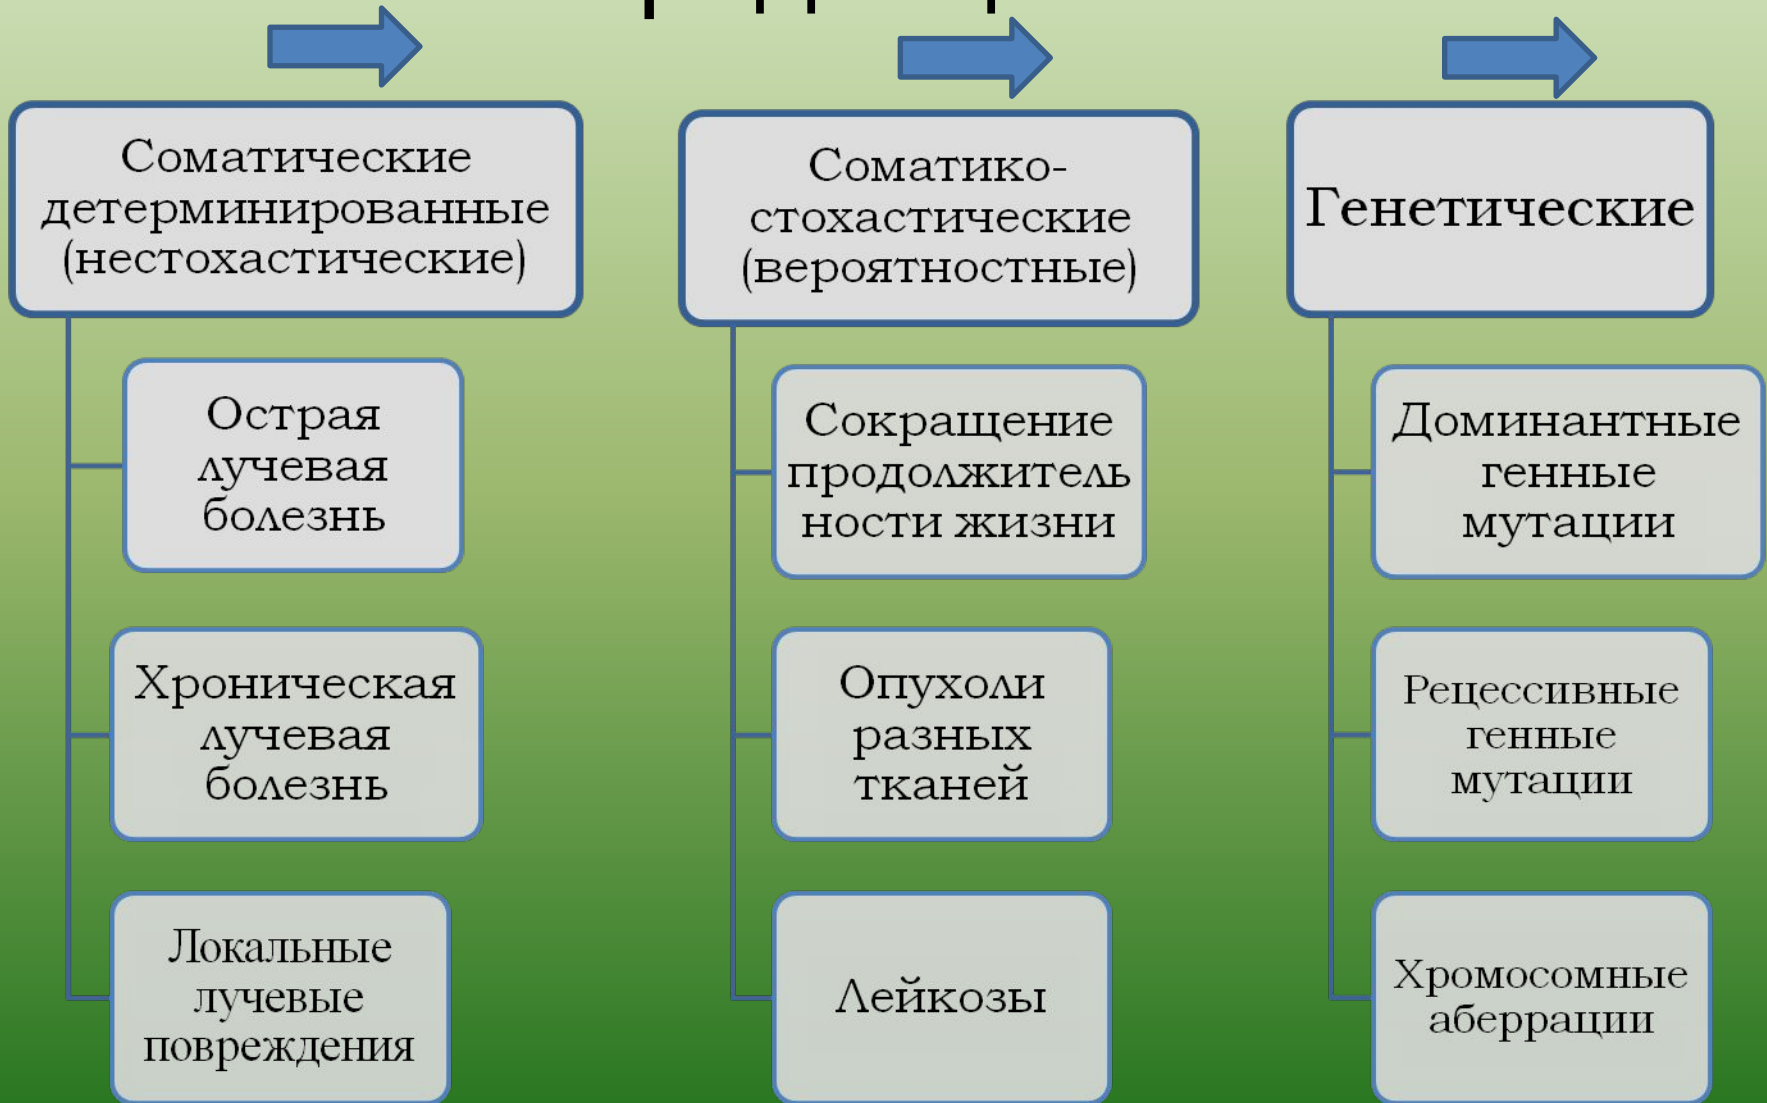 Соматические
детерминированные
(нестохастические)
Острая
лучевая
болезнь
Хроническая
лучевая
болезнь
Локальные
лучевые
повреждения
Соматико-
стохастические
(вероятностные)
Сокращение
продолжитель
ности жизни
Опухоли
разных
тканей
Лейкозы
Генетические
Доминантные
генные
мутации
Рецессивные
генные
мутации
Хромосомные
аберрации